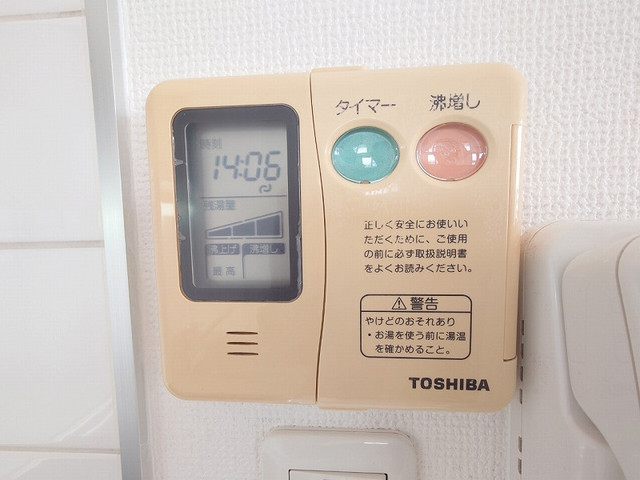 タイマー 沸増し
時刻
14:06
残湯量
沸上げ 沸増し
最高
正しく安全にお使いい
ただくために、ご使用
の前に必ず取扱説明書
をよくお読みください。
⚠警告
やけどのおそれあり
・お湯を使う前に湯温
を確かめること。
TOSHIBA